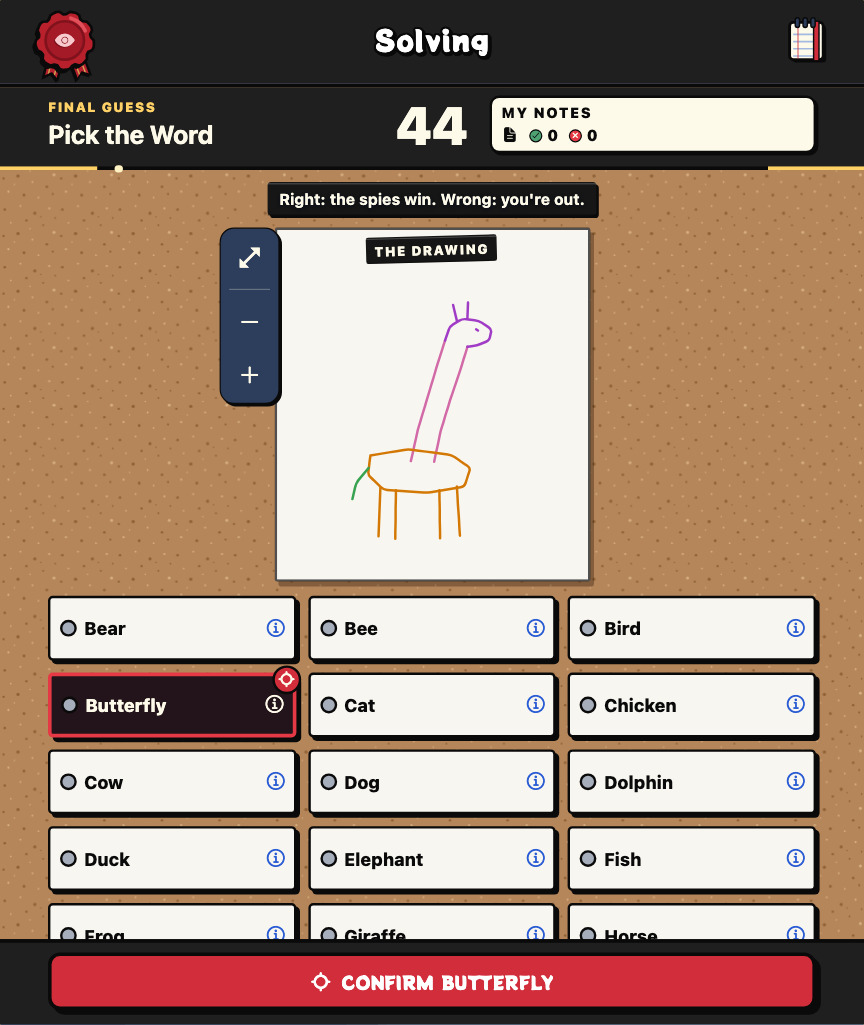 Solving
FINAL GUESS
Pick the Word
44
MY NOTES
0 0
Right: the spies win. Wrong: you're out.
THE DRAWING
Bear
Bee
Bird
Butterfly
Cat
Chicken
Cow
Dog
Dolphin
Duck
Elephant
Fish
Frog
Giraffe
Horse
CONFIRM BUTTERFLY